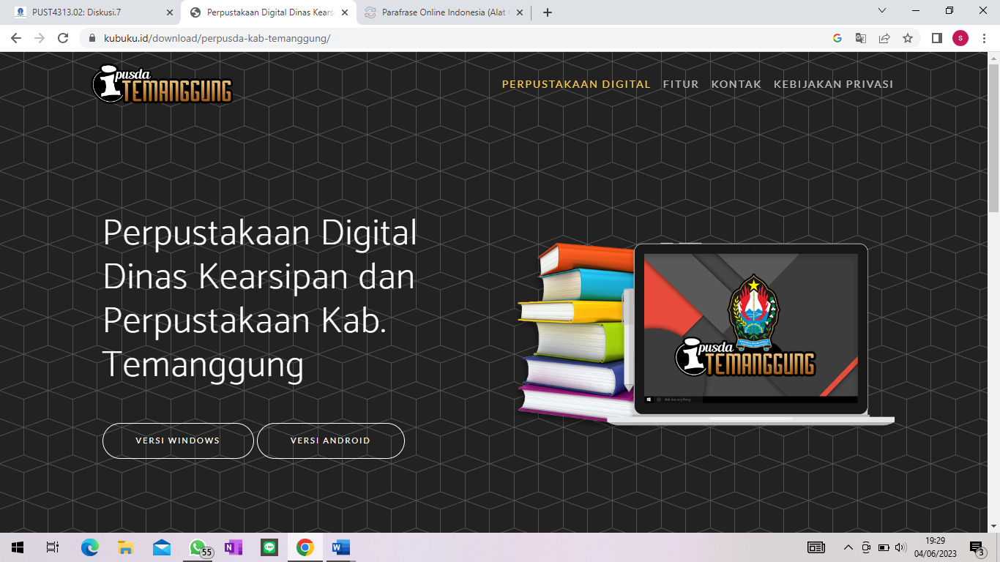 PUST4313.02: Diskusi.7
Perpustakaan Digital Dinas Kears
Parafrase Online Indonesia (Alat
kubuku.id/download/perpusda-kab-temanggung/
s
ipusda
TEMANGGUNG
PERPUSTAKAAN DIGITAL FITUR KONTAK KEBIJAKAN PRIVASI
Perpustakaan Digital
Dinas Kearsipan dan
Perpustakaan Kab.
Temanggung
ipusda
TEMANGGUNG
Ask me anything
VERSI WINDOWS VERSI ANDROID
55
19:29
04/06/2023
3